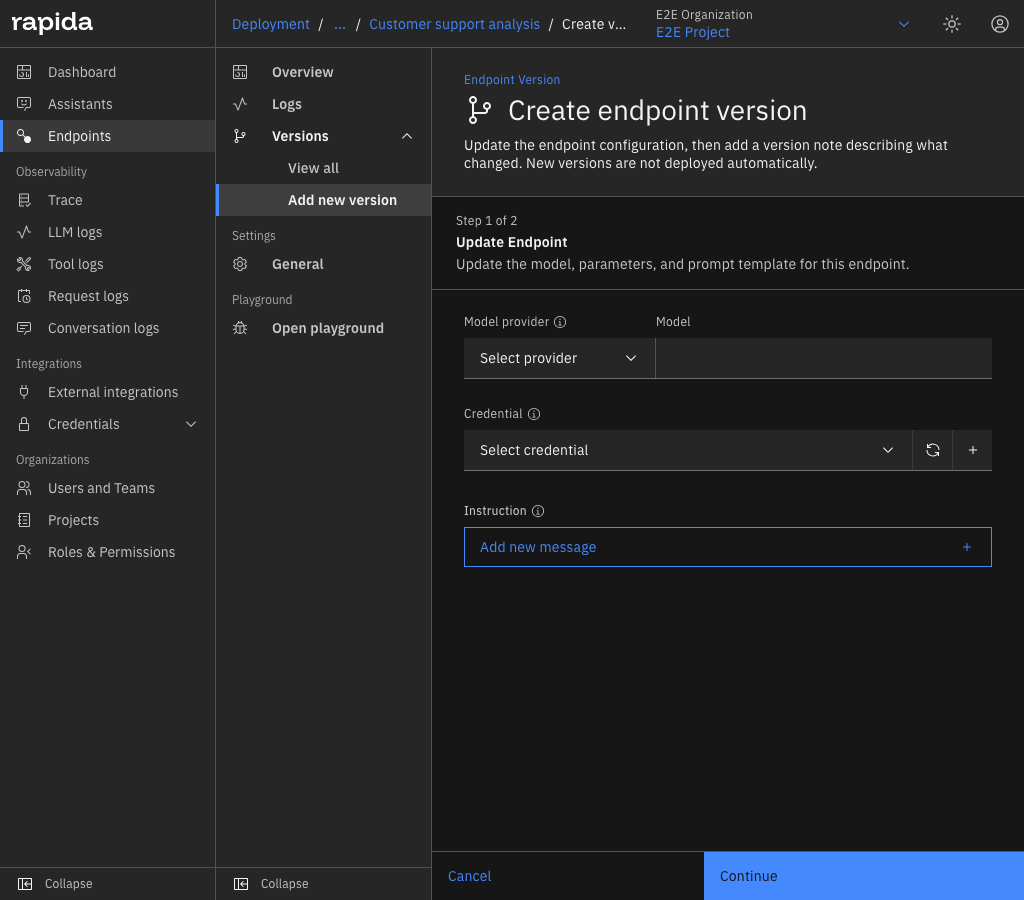 rapida
Deployment / ... / Customer support analysis / Create v...
E2E Organization
E2E Project
Dashboard
Assistants
Endpoints
Observability
Trace
LLM logs
Tool logs
Request logs
Conversation logs
Integrations
External integrations
Credentials
Organizations
Users and Teams
Projects
Roles & Permissions
Collapse
Overview
Logs
Versions
View all
Add new version
Settings
General
Playground
Open playground
Collapse
Endpoint Version
Create endpoint version
Update the endpoint configuration, then add a version note describing what
changed. New versions are not deployed automatically.
Step 1 of 2
Update Endpoint
Update the model, parameters, and prompt template for this endpoint.
Model provider
Model
Select provider
Credential
Select credential
Instruction
Add new message
Cancel
Continue